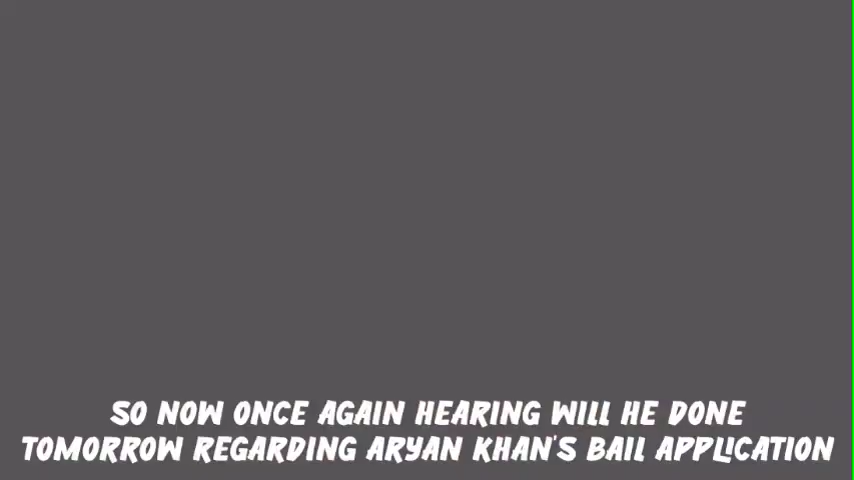 SO NOW ONCE AGAIN HEARING WILL HE DONE
TOMORROW REGARDING ARYAN KHAN'S BAIL APPLICATION